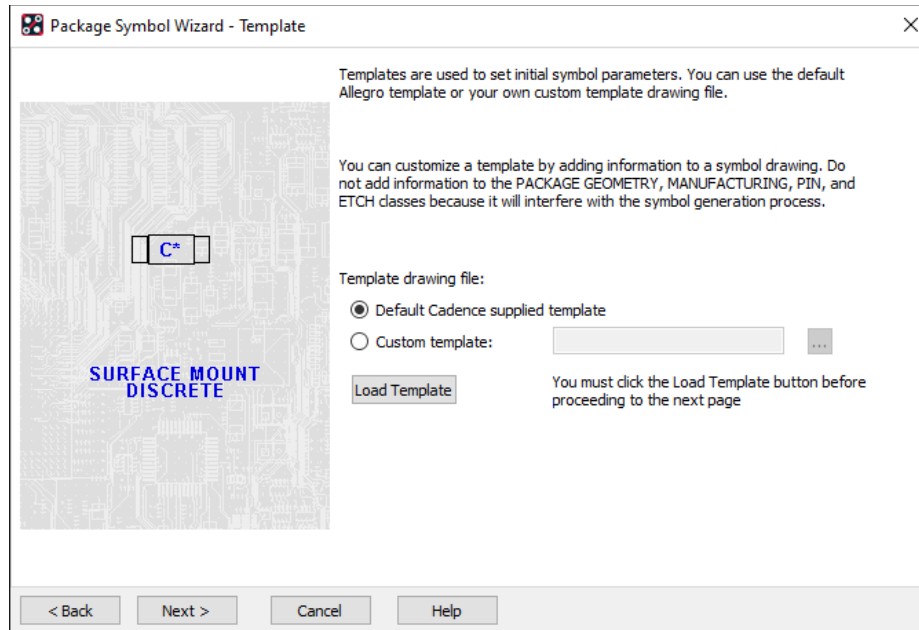 Package Symbol Wizard - Template
Templates are used to set initial symbol parameters. You can use the default
Allegro template or your own custom template drawing file.
You can customize a template by adding information to a symbol drawing. Do
not add information to the PACKAGE GEOMETRY, MANUFACTURING, PIN, and
ETCH classes because it will interfere with the symbol generation process.
C*
SURFACE MOUNT
DISCRETE
Template drawing file:
Default Cadence supplied template
Custom template:
...
Load Template
You must click the Load Template button before
proceeding to the next page
< Back
Next >
Cancel
Help